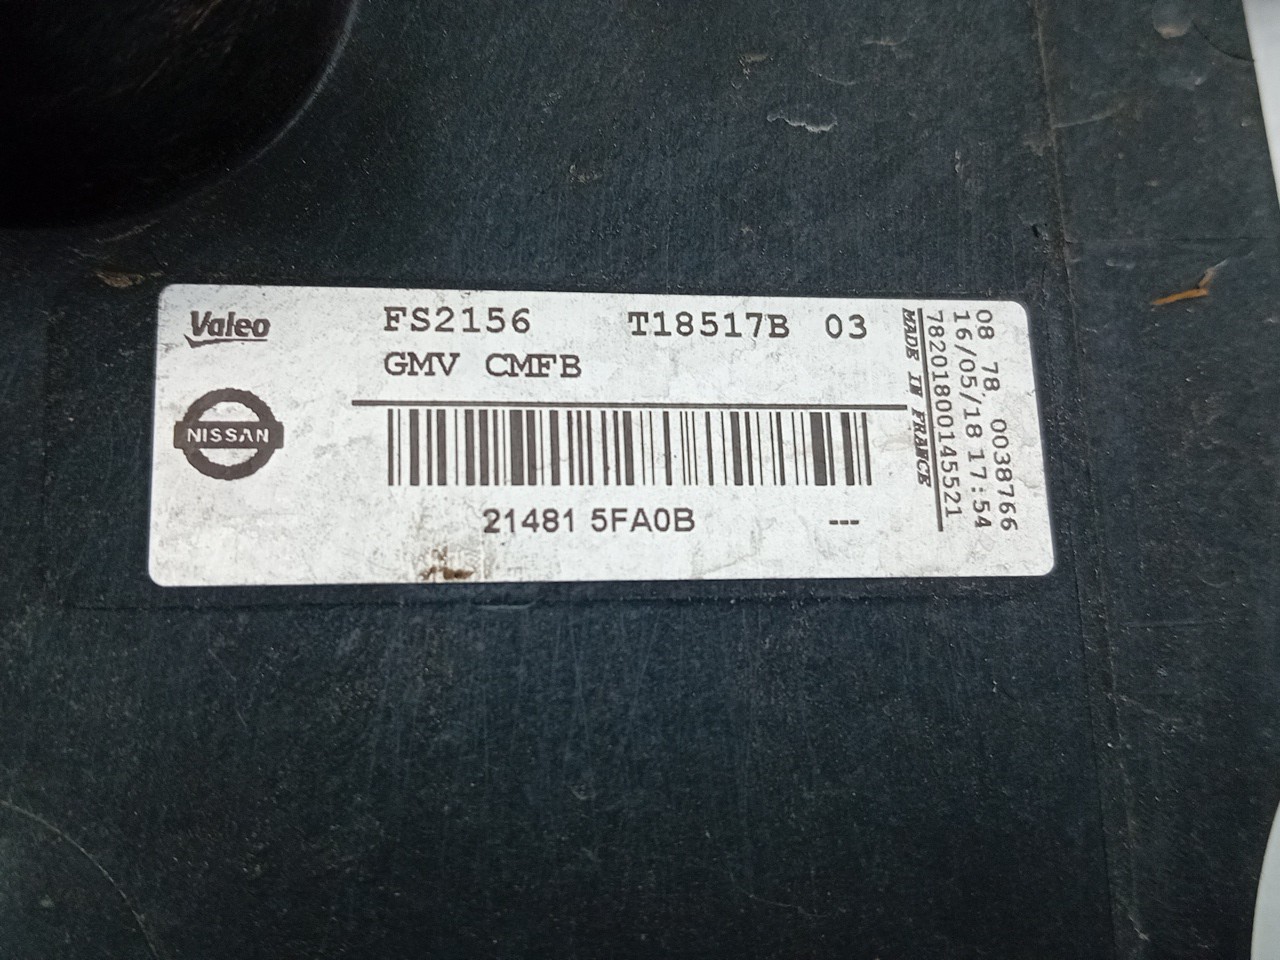 Valeo
FS2156 T18517B 03
GMV CMFB
NISSAN
21481 5FA0B ---
08 78 0038766
16/05/18 17:54
78201800145521
MADE IN FRANCE